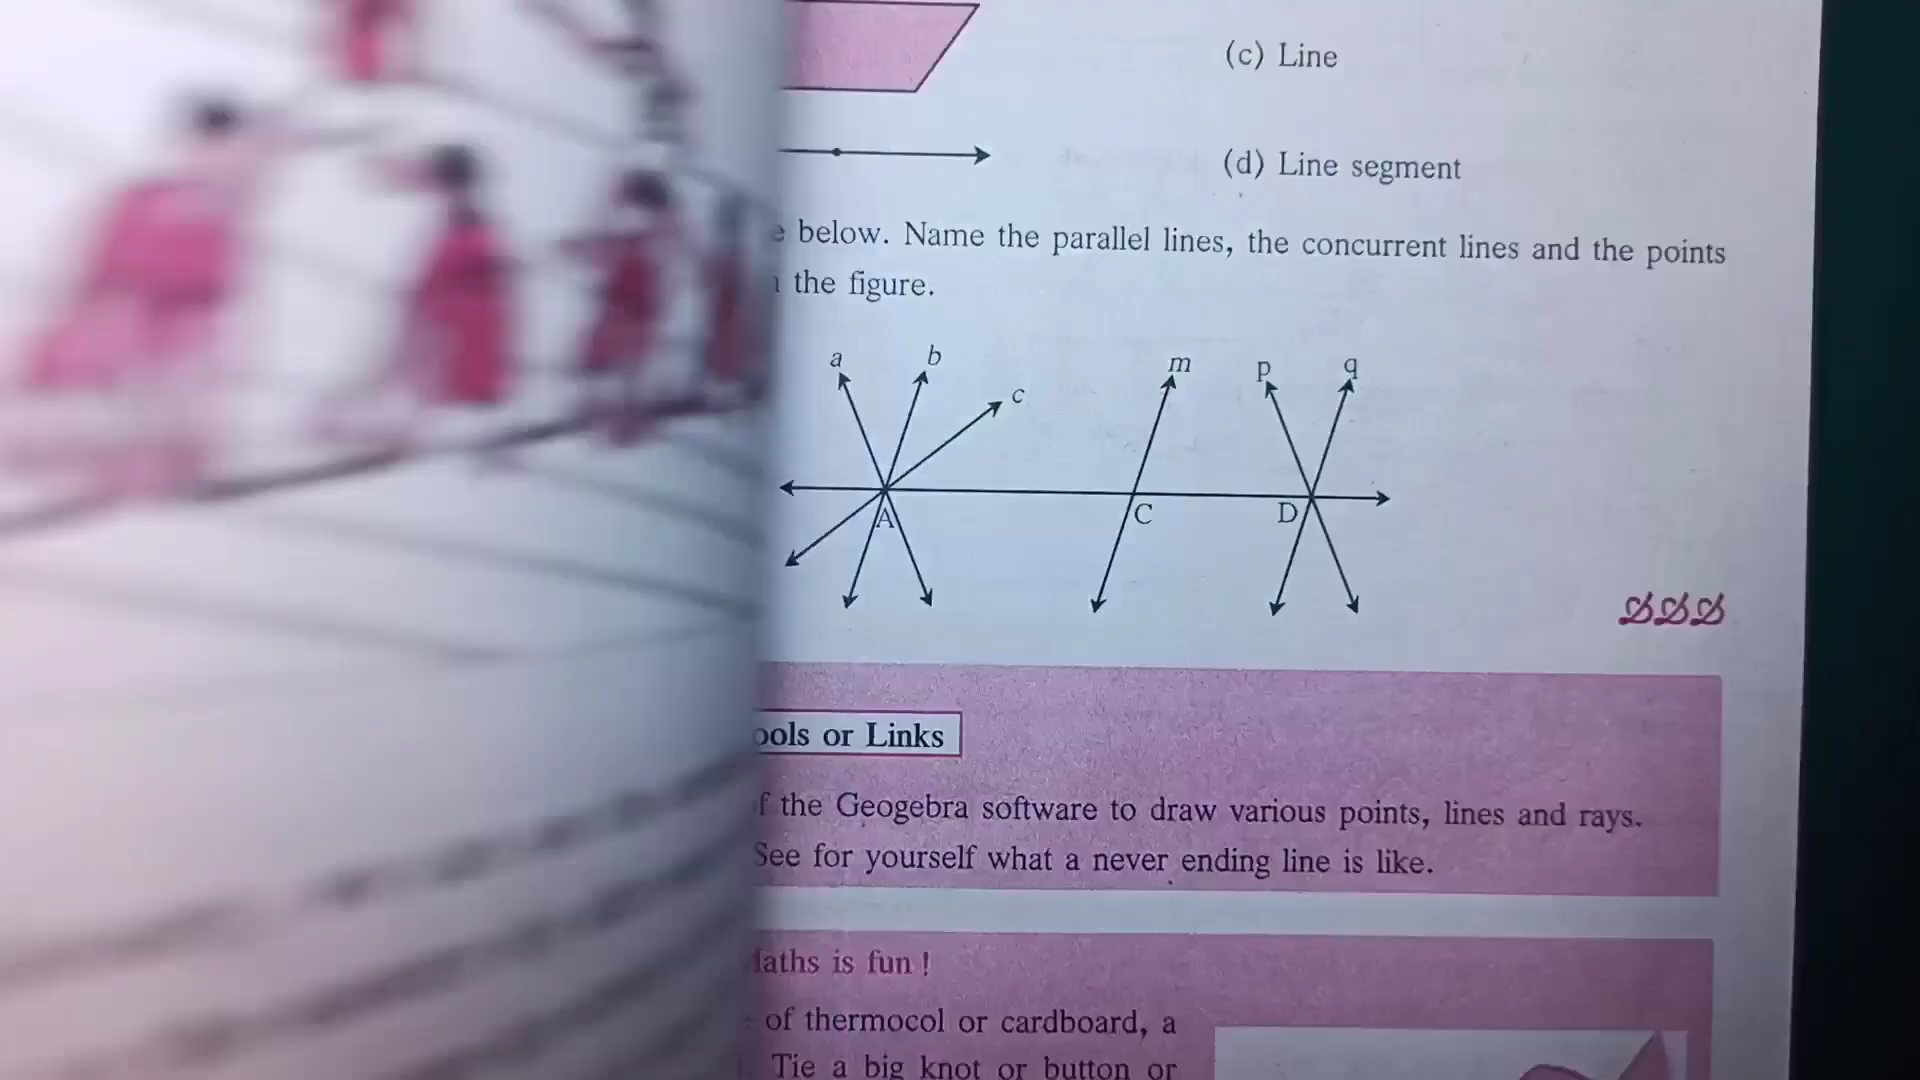 (c) Line
(d) Line segment
below. Name the parallel lines, the concurrent lines and the points
the figure.
a b c m p q
A C D
or Links
the Geogebra software to draw various points, lines and rays.
See for yourself what a never ending line is like.
is fun !
of thermocol or cardboard, a
Tie a big knot or button or